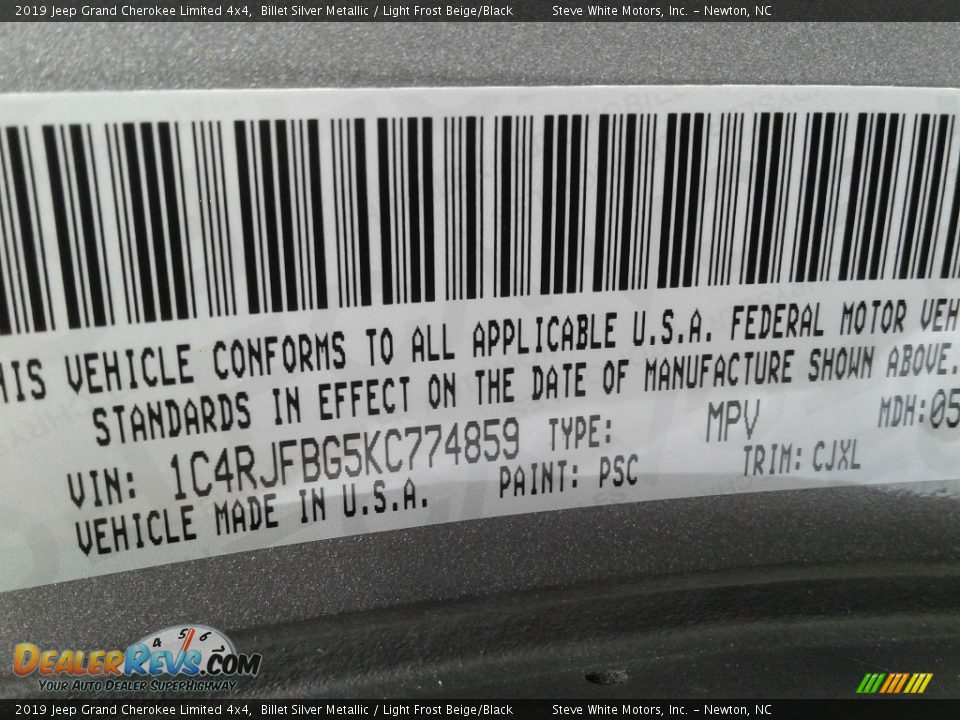 2019 Jeep Grand Cherokee Limited 4x4, Billet Silver Metallic / Light Frost Beige/Black Steve White Motors, Inc. - Newton, NC
HIS VEHICLE CONFORMS TO ALL APPLICABLE U.S.A. FEDERAL MOTOR VEH
STANDARDS IN EFFECT ON THE DATE OF MANUFACTURE SHOWN ABOVE.
VIN: 1C4RJFBG5KC774859 TYPE: MPV MDH:05
VEHICLE MADE IN U.S.A. PAINT: PSC TRIM: CJXL
4 5 6
DealerRevs.com
Your Auto Dealer SuperHighway
2019 Jeep Grand Cherokee Limited 4x4, Billet Silver Metallic / Light Frost Beige/Black Steve White Motors, Inc. - Newton, NC